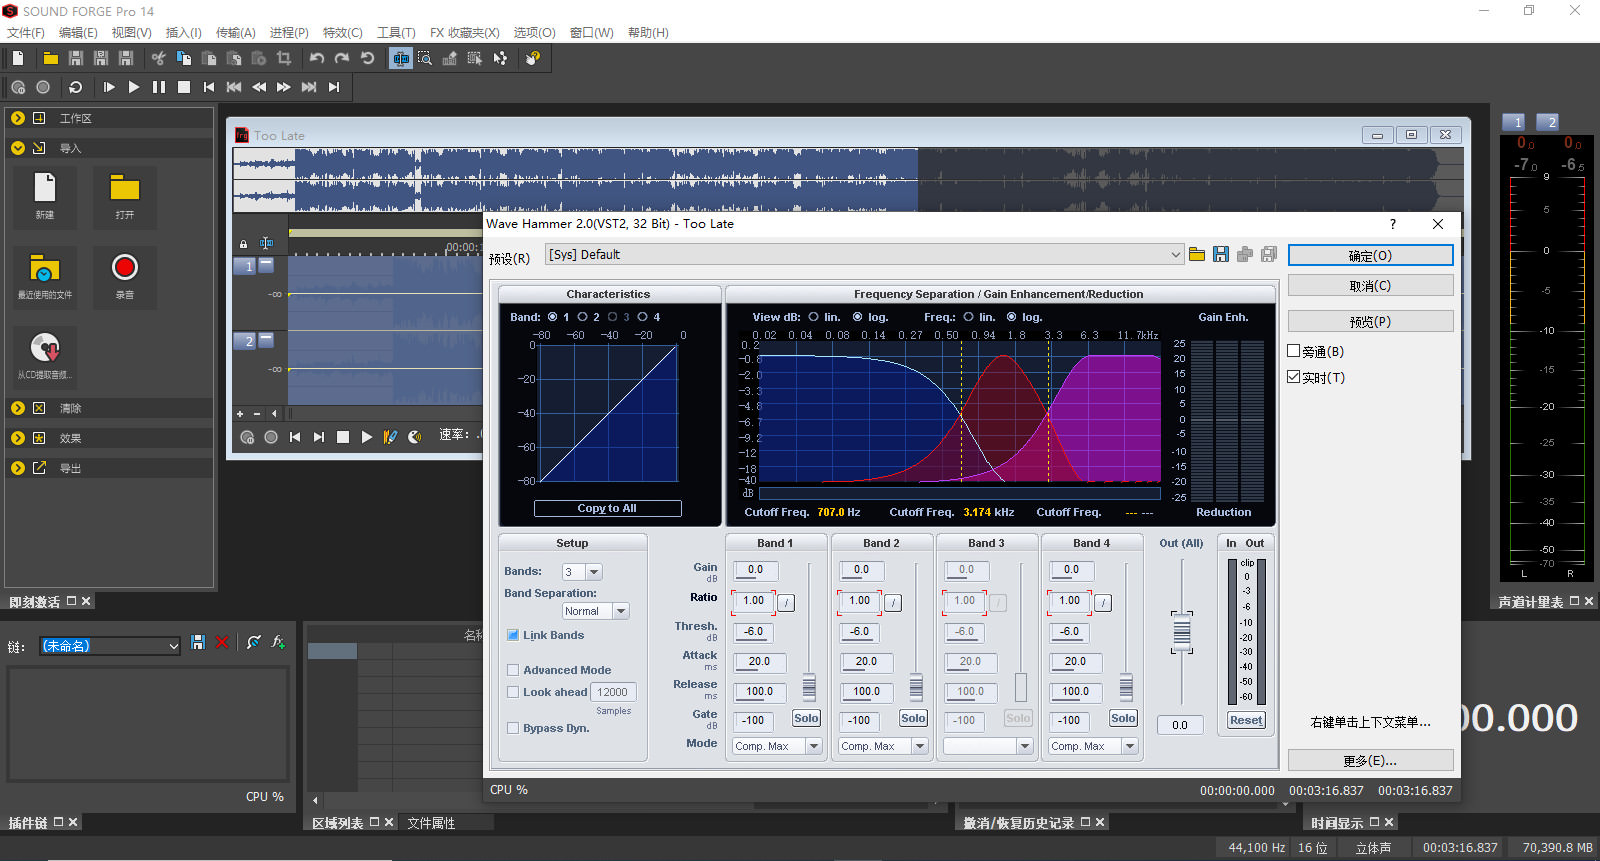 SOUND FORGE Pro 14
文件(F) 编辑(E) 视图(V) 插入(I) 传输(A) 进程(P) 特效(C) 工具(T) FX 收藏夹(X) 选项(O) 窗口(W) 帮助(H)
工作区
导入
新建 打开
最近使用的文件 录音
从CD提取音频...
清除
效果
导出
即刻激活
Too Late
frg
00:00:
1
-∞
2
-∞
速率: .0
1 2
0.0 0.0
-7.0 -6.5
9
5
0
-5
-10
-15
-20
-25
-30
-35
-40
-50
-70
L R
声道计量表
Wave Hammer 2.0(VST2, 32 Bit) - Too Late
预设(R) [Sys] Default
确定(O)
取消(C)
预览(P)
旁通(B)
实时(T)
右键单击上下文菜单...
更多(E)...
Characteristics
Band: 1 2 3 4
-80 -60 -40 -20 0
0
-20
-40
-60
-80
Copy to All
Frequency Separation / Gain Enhancement/Reduction
View dB: lin. log. Freq.: lin. log. Gain Enh.
0.02 0.04 0.08 0.14 0.27 0.50 0.94 1.8 3.3 6.3 11.7kHz
0.2
-0.8
-2.0
-3.3
-4.8
-6.7
-9.2
-12
-18
-40
dB
25
20
15
10
5
0
-5
-10
-15
-20
-25
Cutoff Freq. 707.0 Hz Cutoff Freq. 3.174 kHz Cutoff Freq. --- --- Reduction
Setup
Bands: 3
Band Separation:
Normal
Link Bands
Advanced Mode
Look ahead 12000
Samples
Bypass Dyn.
Band 1 Band 2 Band 3 Band 4 Out (All) In Out
Gain dB 0.0 0.0 0.0 0.0
Ratio 1.00 / 1.00 / 1.00 / 1.00 /
Thresh. dB -6.0 -6.0 -6.0 -6.0
Attack ms 20.0 20.0 20.0 20.0
Release ms 100.0 100.0 100.0 100.0
Gate dB -100 Solo -100 Solo -100 Solo -100 Solo 0.0
Mode Comp. Max Comp. Max Comp. Max
clip
0
-3
-6
-10
-20
-30
-40
-50
-60
Reset
CPU % 00:00:00.000 00:03:16.837 00:03:16.837
链: (未命名)
CPU %
插件链
名称
区域列表 文件属性
撤消/恢复历史记录
00.000
时间显示
44,100 Hz 16 位 立体声 00:03:16.837 70,390.8 MB